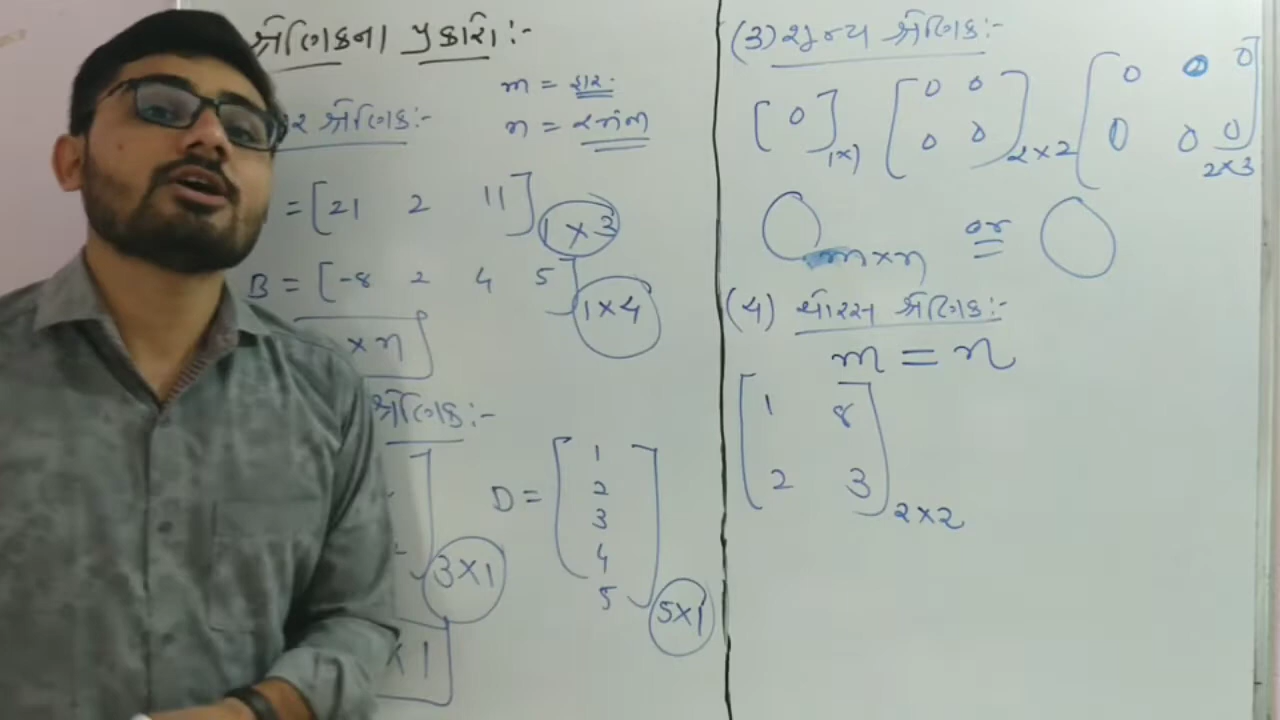 શ્રેણિકના પ્રકારો :-
m = હાર
n = સ્તંભ
હાર શ્રેણિક :-
= [21 2 11] 1 × 3
B = [-8 2 4 5] 1 × 4
× n
શ્રેણિક :-
3 × 1
D = [1
2
3
4
5] 5 × 1
× 1
(3) શૂન્ય શ્રેણિક :-
[0] 1×1 [0 0 [0 0 0
0 0] 2×2 0 0 0] 2×3
O m×n or O
(4) ચોરસ શ્રેણિક :-
m = n
[1 8
2 3] 2×2